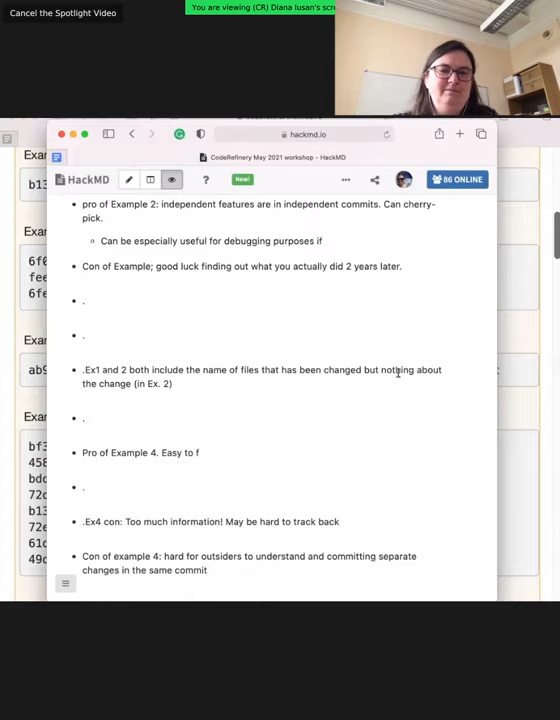 Cancel the Spotlight Video
You are viewing (CR) Diana Iusan's scre
hackmd.io
CodeRefinery May 2021 workshop - HackMD
HackMD
?
New!
86 ONLINE
pro of Example 2: independent features are in independent commits. Can cherry-
pick.
Can be especially useful for debugging purposes if
Con of Example; good luck finding out what you actually did 2 years later.
.
.
.Ex1 and 2 both include the name of files that has been changed but nothing about
the change (in Ex. 2)
.
Pro of Example 4. Easy to f
.
.Ex4 con: Too much information! May be hard to track back
Con of example 4: hard for outsiders to understand and committing separate
changes in the same commit
Exar
b13
Exar
6f0
fee
6fe
Exar
ab9
Exar
bf3
458
bdc
72c
b13
72e
61c
49c